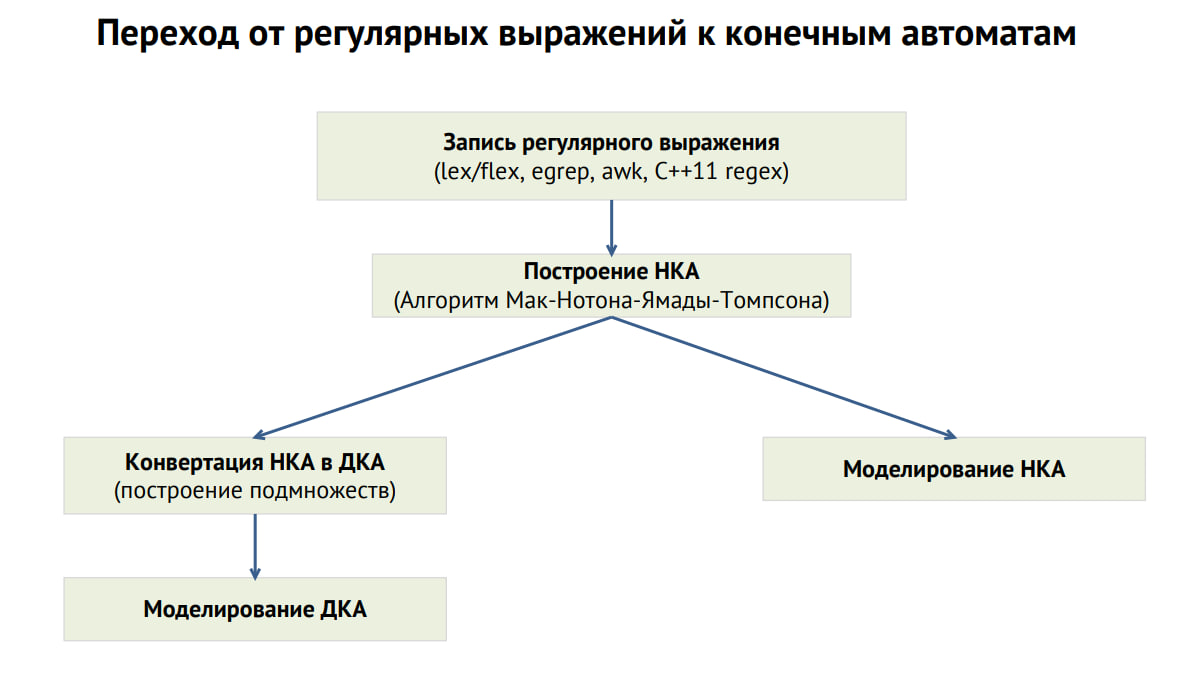 Переход от регулярных выражений к конечным автоматам
Запись регулярного выражения
(lex/flex, egrep, awk, C++11 regex)
Построение НКА
(Алгоритм Мак-Нотона-Ямады-Томпсона)
Конвертация НКА в ДКА
(построение подмножеств)
Моделирование НКА
Моделирование ДКА